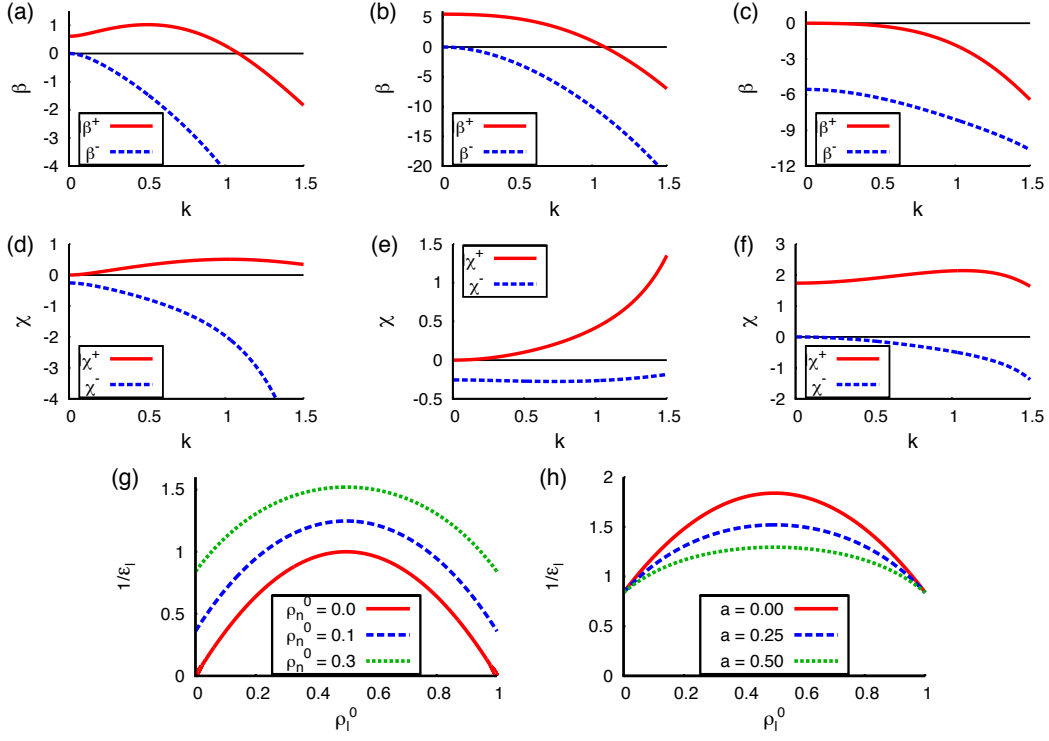 (a)
1
0
-1
-2
-3
-4
β
β⁺
β⁻
0 0.5 1 1.5
k
(b)
5
0
-5
-10
-15
-20
β
β⁺
β⁻
0 0.5 1 1.5
k
(c)
0
-3
-6
-9
-12
β
β⁺
β⁻
0 0.5 1 1.5
k
(d)
1
0
-1
-2
-3
-4
χ
χ⁺
χ⁻
0 0.5 1 1.5
k
(e)
1.5
1
0.5
0
-0.5
χ
χ⁺
χ⁻
0 0.5 1 1.5
k
(f)
4
3
2
1
0
-1
-2
χ
χ⁺
χ⁻
0 0.5 1 1.5
k
(g)
1.5
1
0.5
0
1/εₗ
ρₙ⁰ = 0.0
ρₙ⁰ = 0.1
ρₙ⁰ = 0.3
0 0.2 0.4 0.6 0.8 1
ρₗ⁰
(h)
2
1.5
1
0.5
0
1/εₗ
a = 0.00
a = 0.25
a = 0.50
0 0.2 0.4 0.6 0.8 1
ρₗ⁰